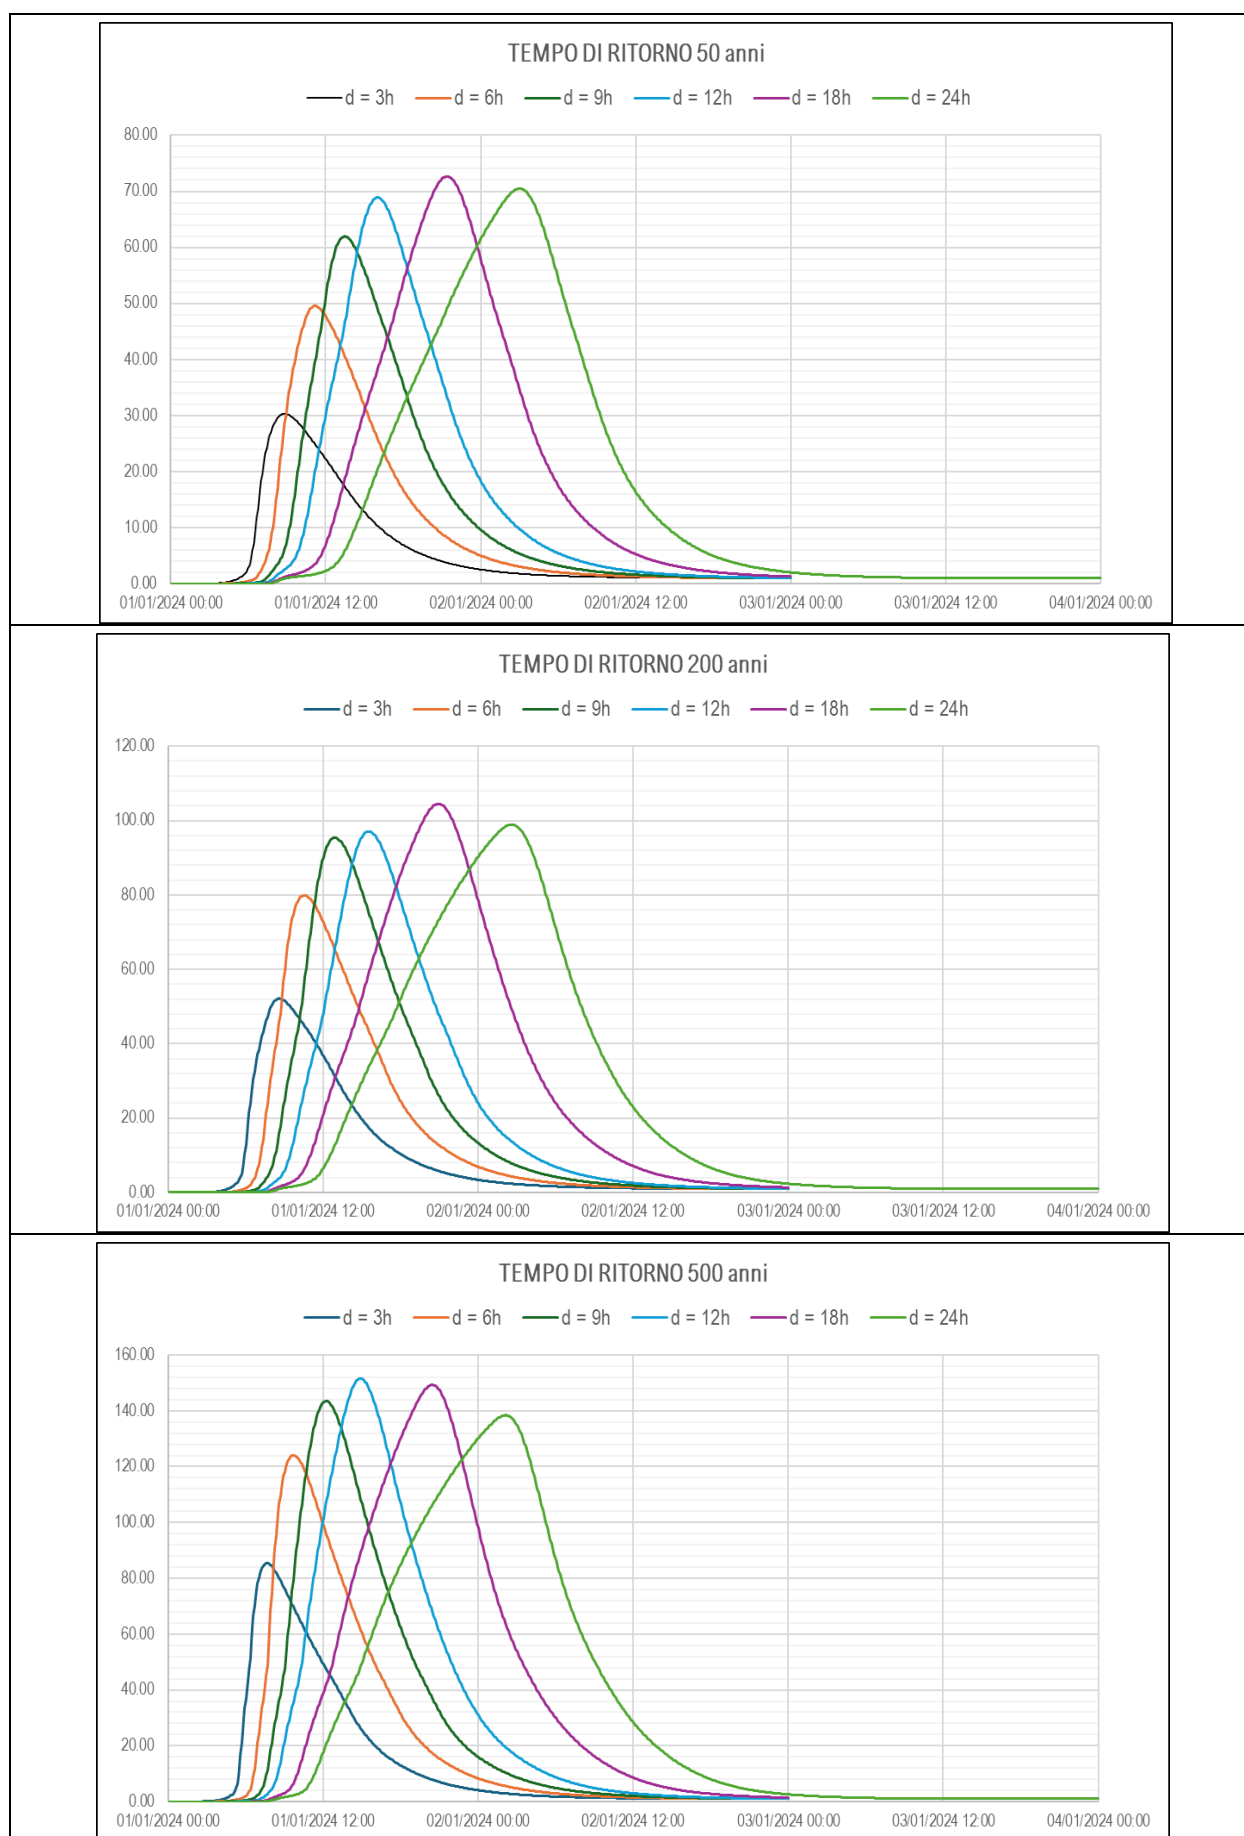 TEMPO DI RITORNO 50 anni
d = 3h d = 6h d = 9h d = 12h d = 18h d = 24h
80.00
70.00
60.00
50.00
40.00
30.00
20.00
10.00
0.00
01/01/2024 00:00 01/01/2024 12:00 02/01/2024 00:00 02/01/2024 12:00 03/01/2024 00:00 03/01/2024 12:00 04/01/2024 00:00
TEMPO DI RITORNO 200 anni
d = 3h d = 6h d = 9h d = 12h d = 18h d = 24h
120.00
100.00
80.00
60.00
40.00
20.00
0.00
01/01/2024 00:00 01/01/2024 12:00 02/01/2024 00:00 02/01/2024 12:00 03/01/2024 00:00 03/01/2024 12:00 04/01/2024 00:00
TEMPO DI RITORNO 500 anni
d = 3h d = 6h d = 9h d = 12h d = 18h d = 24h
160.00
140.00
120.00
100.00
80.00
60.00
40.00
20.00
0.00
01/01/2024 00:00 01/01/2024 12:00 02/01/2024 00:00 02/01/2024 12:00 03/01/2024 00:00 03/01/2024 12:00 04/01/2024 00:00